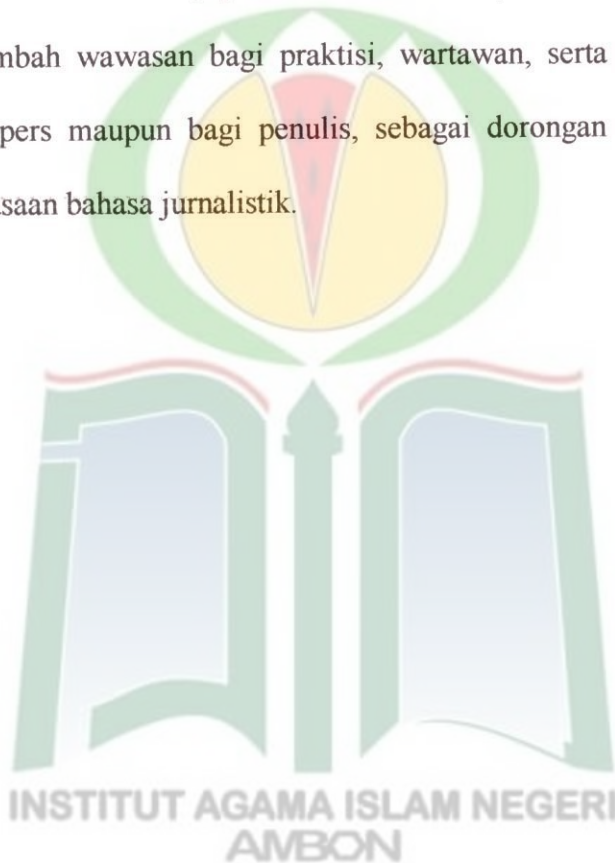 mbah wawasan bagi praktisi, wartawan, serta
pers maupun bagi penulis, sebagai dorongan
saan bahasa jurnalistik.
INSTITUT AGAMA ISLAM NEGERI
AMBON